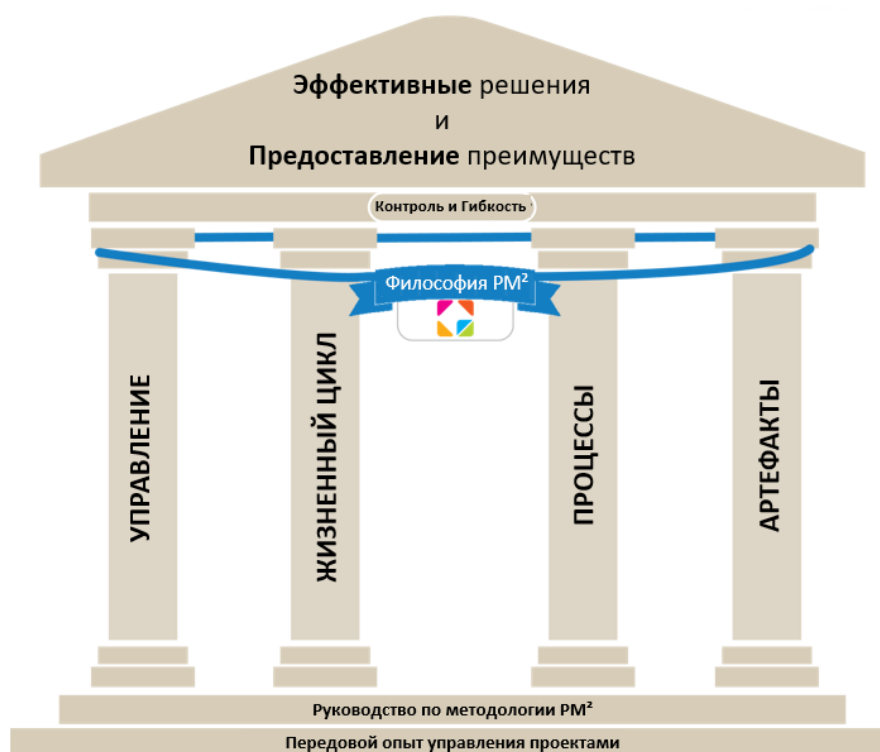 Эффективные решения
и
Предоставление преимуществ
Контроль и Гибкость
Философия PM²
УПРАВЛЕНИЕ
ЖИЗНЕННЫЙ ЦИКЛ
ПРОЦЕССЫ
АРТЕФАКТЫ
Руководство по методологии PM²
Передовой опыт управления проектами